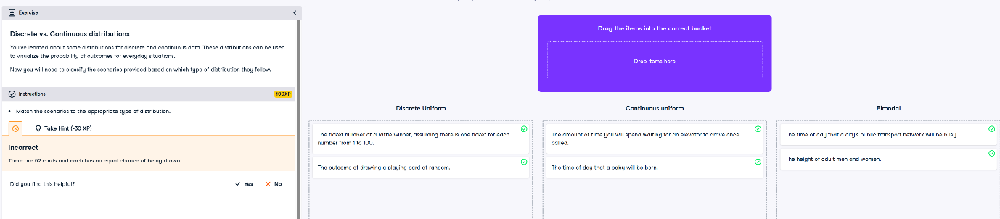 Exercise
Discrete vs. Continuous distributions
You've learned about some distributions for discrete and continuous data. These distributions can be used
to visualize the probability of outcomes for everyday situations.
Now you will need to classify the scenarios provided based on which type of distribution they follow.
Instructions
100XP
Match the scenarios to the appropriate type of distribution.
Take Hint (-30 XP)
Incorrect
There are 52 cards and each has an equal chance of being drawn.
Did you find this helpful?
Yes
No
Drag the items into the correct bucket
Drop items here
Discrete Uniform
The ticket number of a raffle winner, assuming there is one ticket for each
number from 1 to 100.
The outcome of drawing a playing card at random.
Continuous uniform
The amount of time you will spend waiting for an elevator to arrive once
called.
The time of day that a baby will be born.
Bimodal
The time of day that a city's public transport network will be busy.
The height of adult men and women.